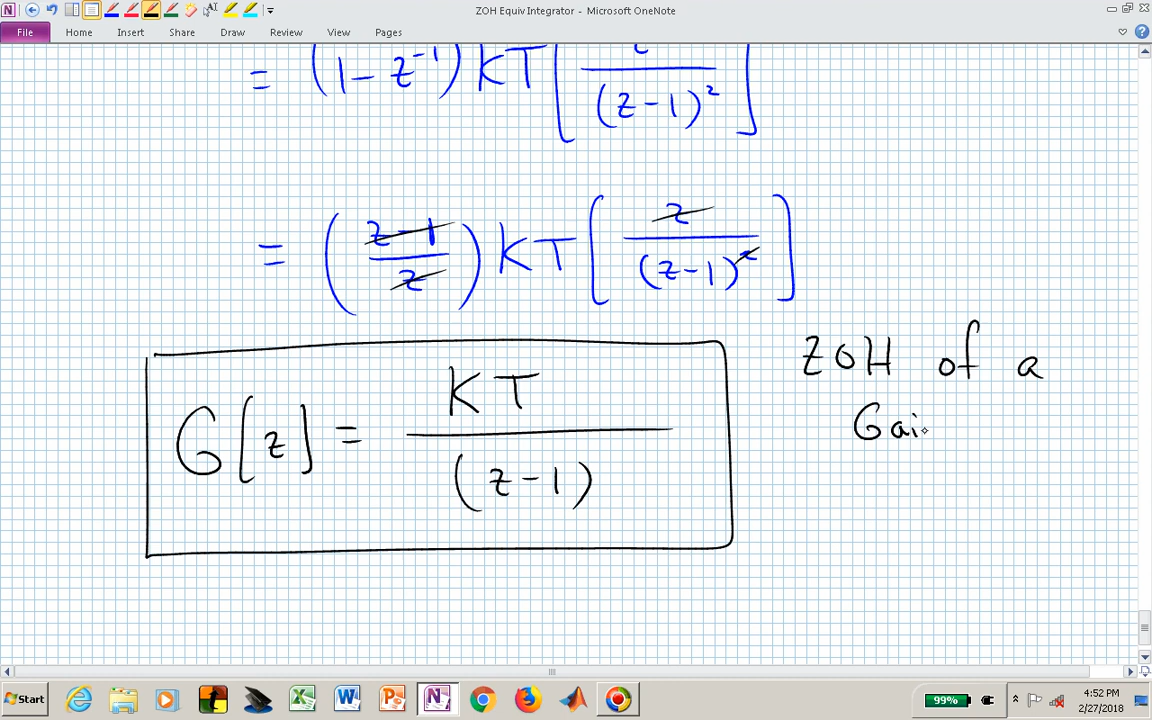 ZOH Equiv Integrator - Microsoft OneNote
File Home Insert Share Draw Review View Pages
= (1 - z⁻¹) KT [ / (z-1)² ]
= ( z-1 / z ) KT [ z / (z-1)² ]
G[z] = KT / (z-1)
ZOH of a
Gai
Start
99%
4:52 PM
2/27/2018